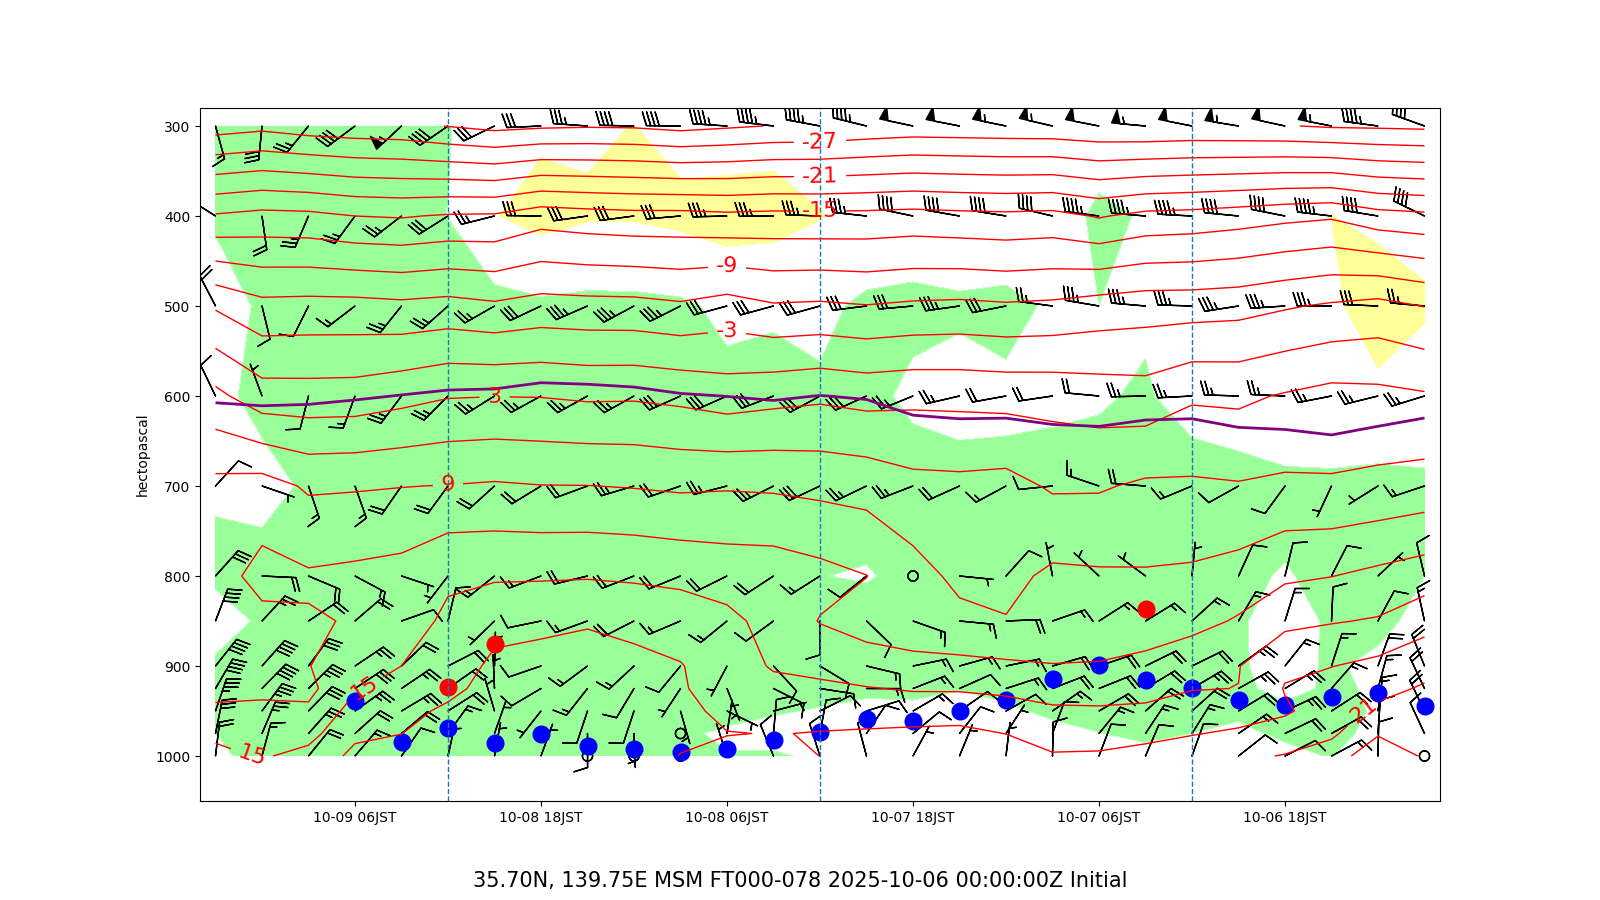 300
400
500
600
700
800
900
1000
hectopascal
-27
-21
-15
-9
-3
3
9
15
15
21
10-09 06JST
10-08 18JST
10-08 06JST
10-07 18JST
10-07 06JST
10-06 18JST
35.70N, 139.75E MSM FT000-078 2025-10-06 00:00:00Z Initial